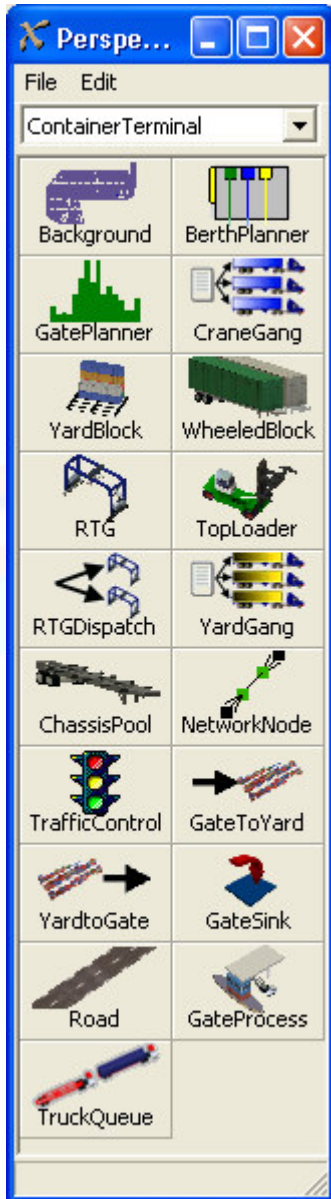 Perspe...
File Edit
ContainerTerminal
Background BerthPlanner
GatePlanner CraneGang
YardBlock WheeledBlock
RTG TopLoader
RTGDispatch YardGang
ChassisPool NetworkNode
TrafficControl GateToYard
YardtoGate GateSink
Road GateProcess
TruckQueue